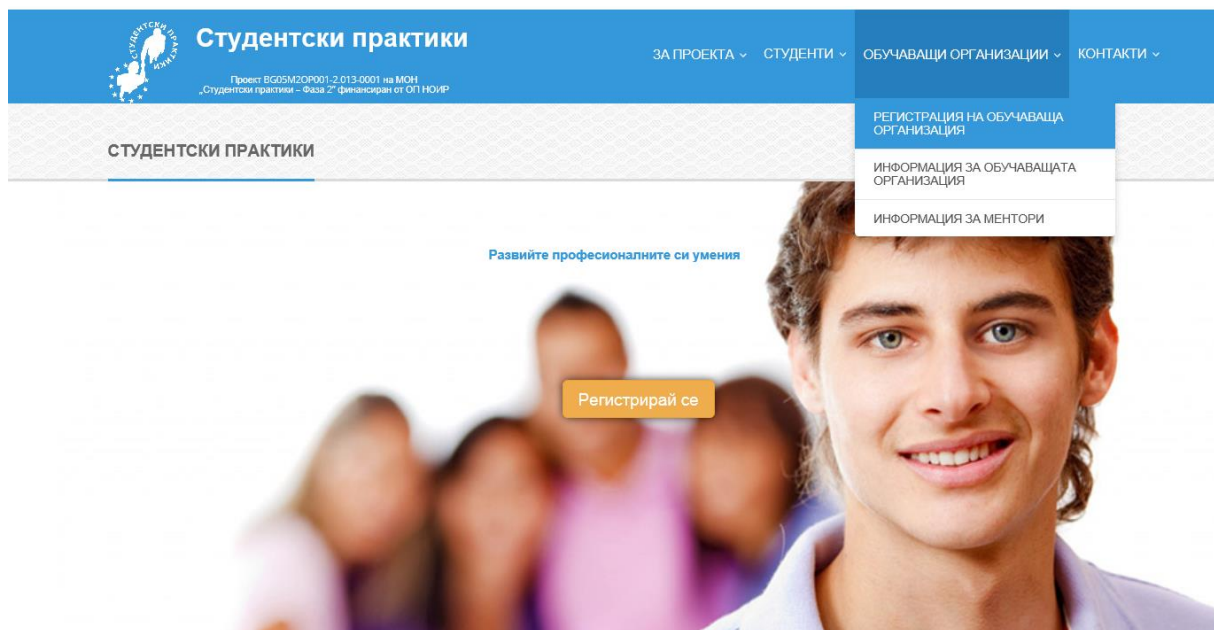 СТУДЕНТСКИ ПРАКТИКИ
Студентски практики
Проект BG05M2OP001-2.013-0001 на МОН
„Студентски практики – Фаза 2" финансиран от ОП НОИР
ЗА ПРОЕКТА
СТУДЕНТИ
ОБУЧАВАЩИ ОРГАНИЗАЦИИ
КОНТАКТИ
РЕГИСТРАЦИЯ НА ОБУЧАВАЩА
ОРГАНИЗАЦИЯ
ИНФОРМАЦИЯ ЗА ОБУЧАВАЩАТА
ОРГАНИЗАЦИЯ
ИНФОРМАЦИЯ ЗА МЕНТОРИ
СТУДЕНТСКИ ПРАКТИКИ
Развийте професионалните си умения
Регистрирай се